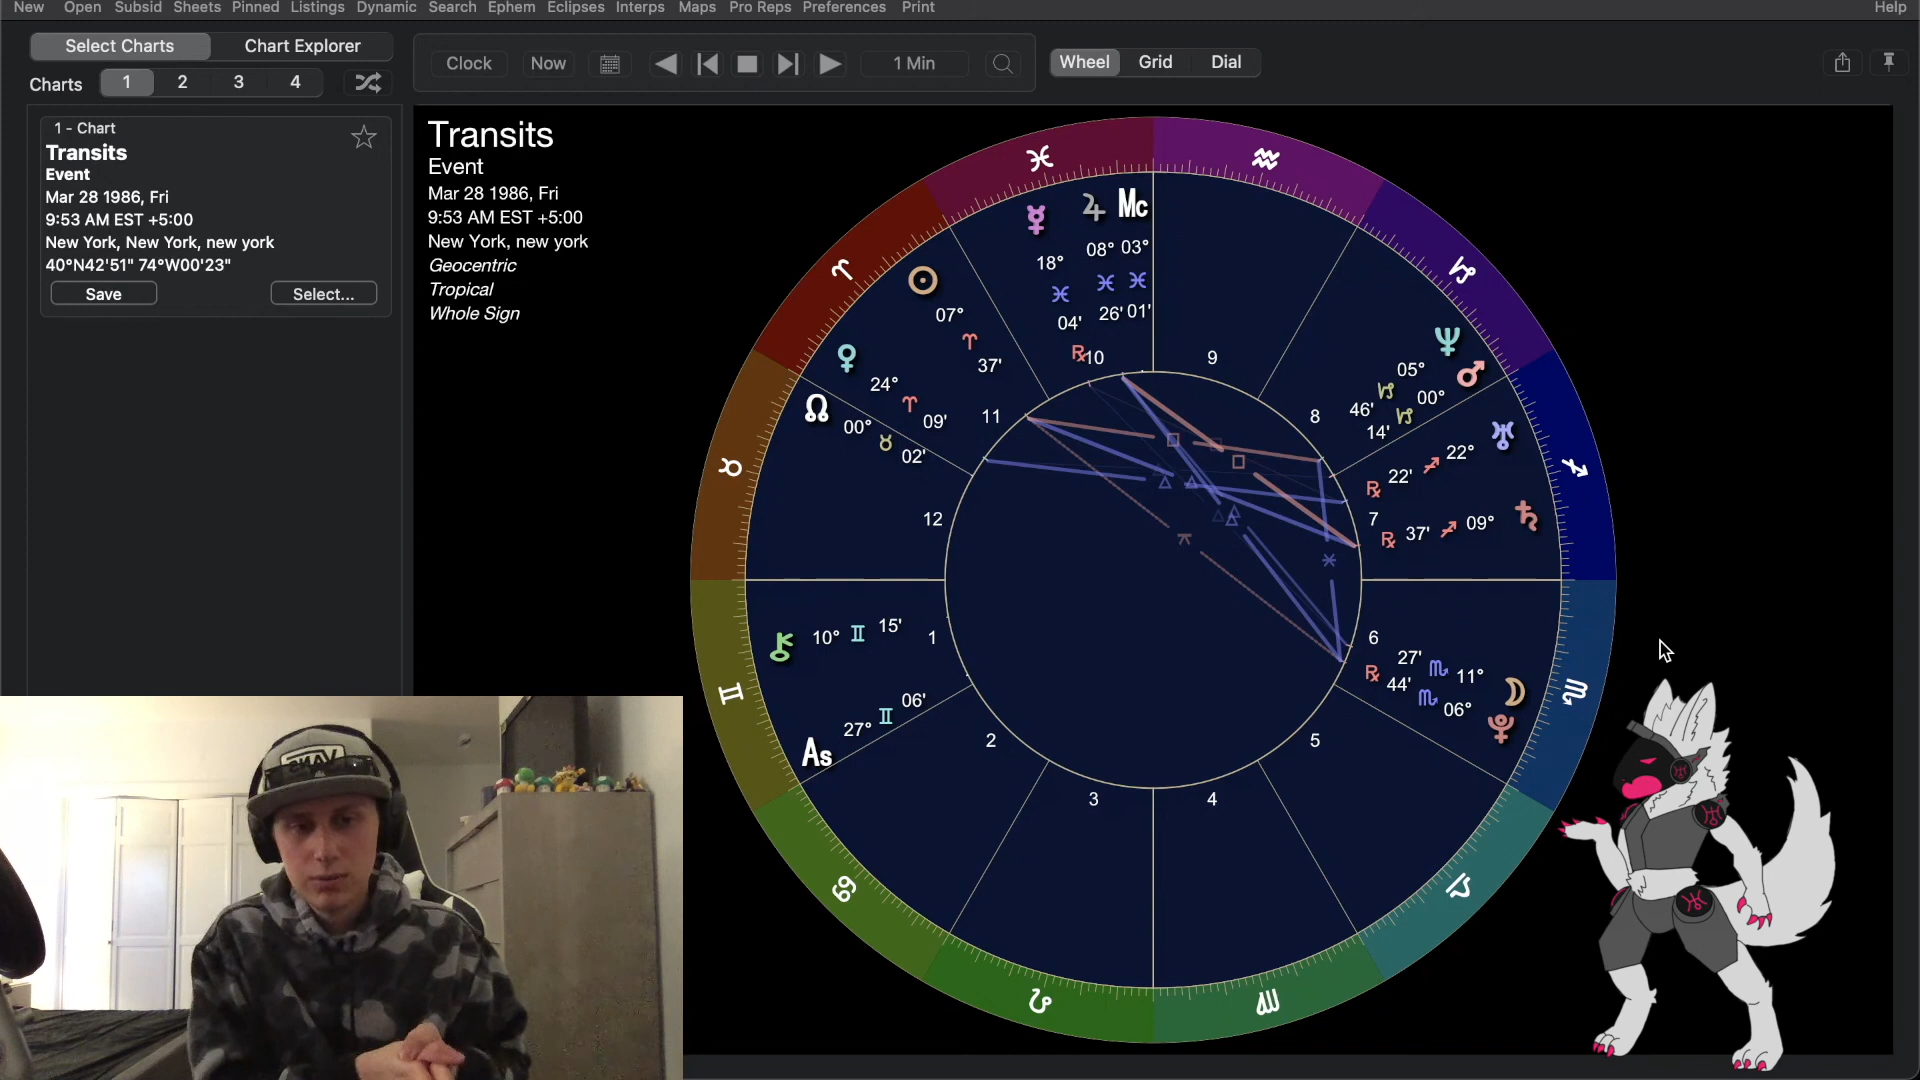 New Open Subsid Sheets Pinned Listings Dynamic Search Ephem Eclipses Interps Maps Pro Reps Preferences Print Help
Select Charts Chart Explorer
Clock Now 1 Min Wheel Grid Dial
Charts 1 2 3 4
1 - Chart
Transits
Event
Mar 28 1986, Fri
9:53 AM EST +5:00
New York, New York, new york
40°N42'51" 74°W00'23"
Save Select...
Transits
Event
Mar 28 1986, Fri
9:53 AM EST +5:00
New York, new york
Geocentric
Tropical
Whole Sign
♓ ♒
☿ ♃ Mc
18° 08° 03°
♓ ♓ ♓
04' 26' 01'
℞ 10 9
♈ ♑
☉ 07° ♈ 37'
♀ 24° ♈ 09' 11
☊ 00° ♉ 02'
♆ 05° ♑ 46' 8
♂ 00° ♑ 14'
♅ 22° ♐ 22' ℞
♉ ♐
12 7
♄ 09° ♐ 37' ℞
⚷ 10° ♊ 15' 1
6 27' ♏ 11° ☽
℞ 44' ♏ 06° ♇
♊ ♏
As 27° ♊ 06'
2 5
3 4
♋ ♎
♌ ♍
VANS